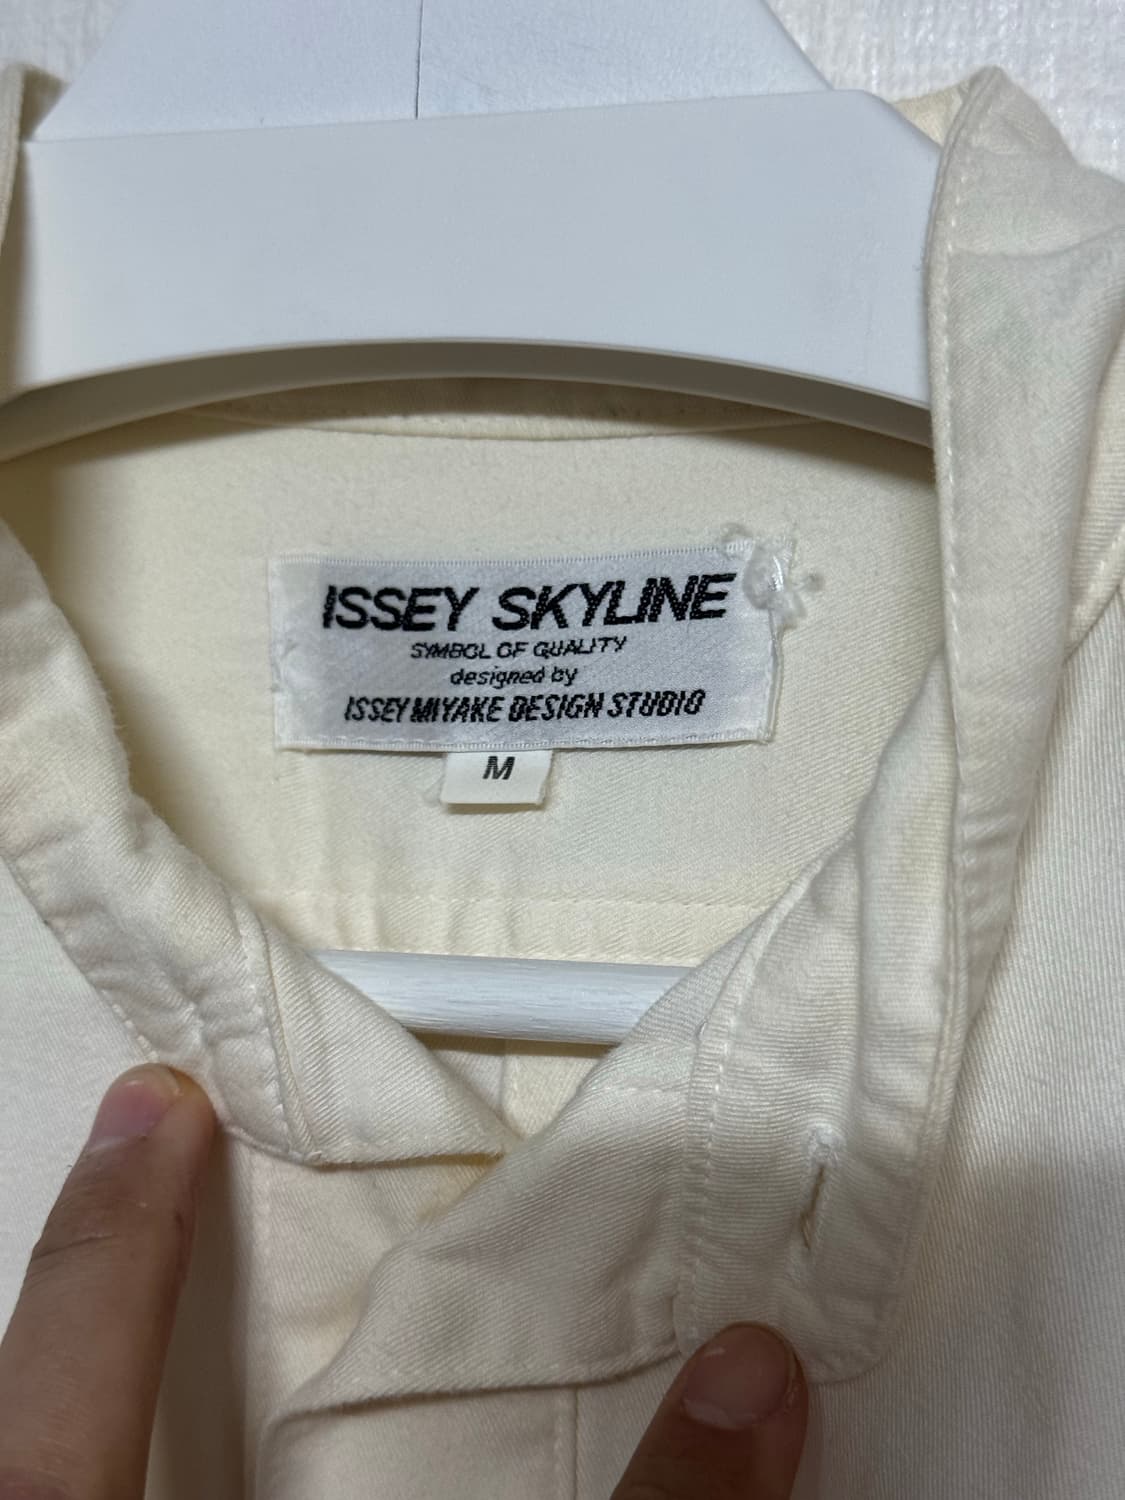 ISSEY SKYLINE
SYMBOL OF QUALITY
designed by
ISSEY MIYAKE DESIGN STUDIO
M